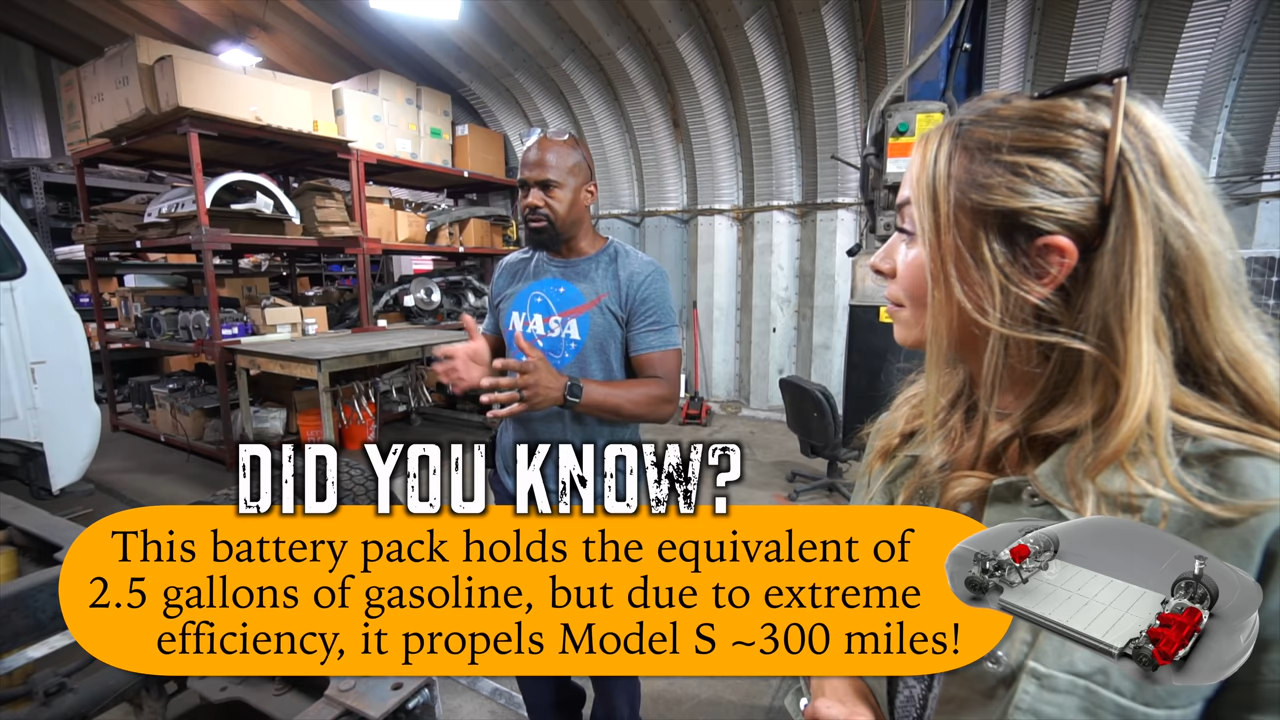 NASA
DID YOU KNOW?
This battery pack holds the equivalent of
2.5 gallons of gasoline, but due to extreme
efficiency, it propels Model S ~300 miles!